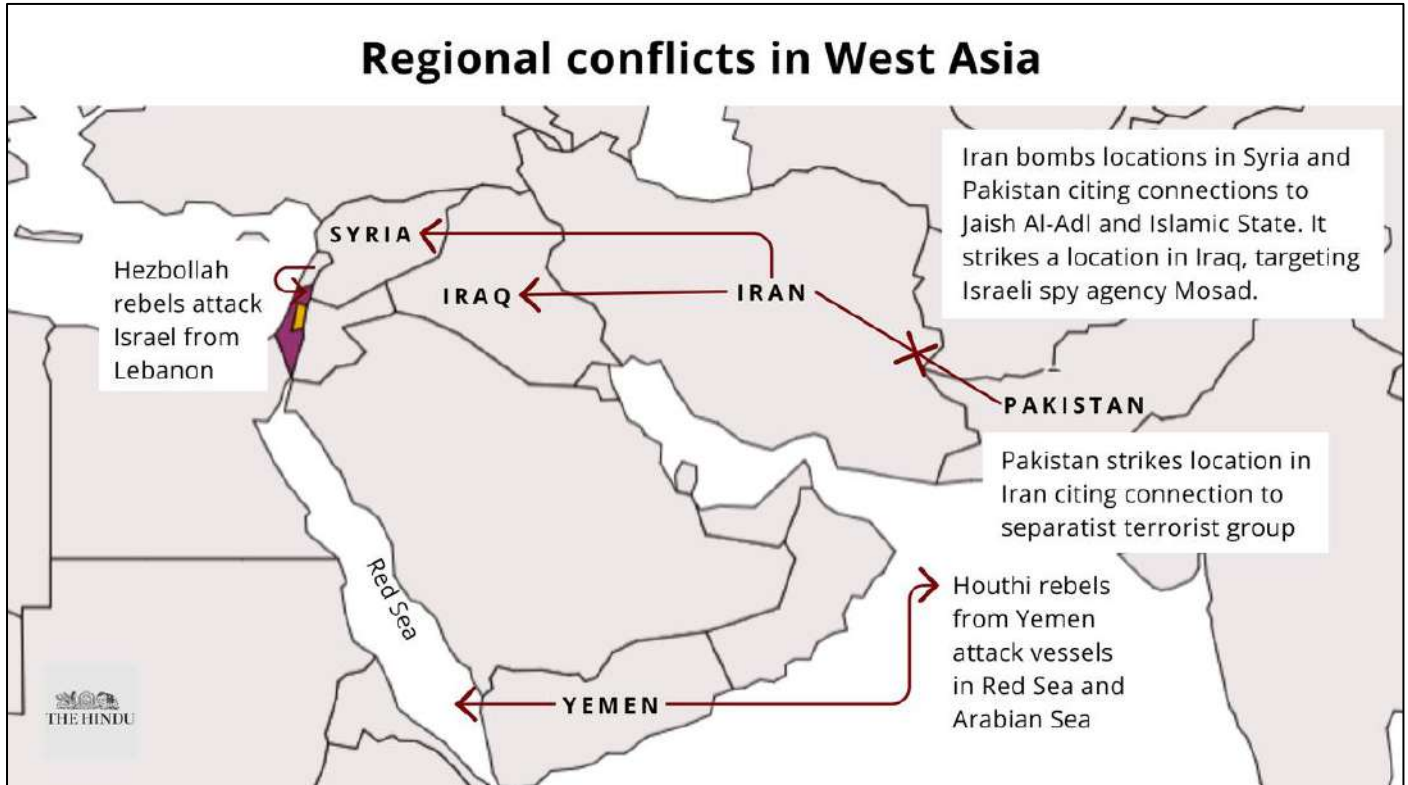 Regional conflicts in West Asia
Iran bombs locations in Syria and
Pakistan citing connections to
Jaish Al-Adl and Islamic State. It
strikes a location in Iraq, targeting
Israeli spy agency Mosad.
SYRIA
Hezbollah
rebels attack
Israel from
Lebanon
IRAQ
IRAN
PAKISTAN
Pakistan strikes location in
Iran citing connection to
separatist terrorist group
Red Sea
Houthi rebels
from Yemen
attack vessels
in Red Sea and
Arabian Sea
YEMEN
THE HINDU